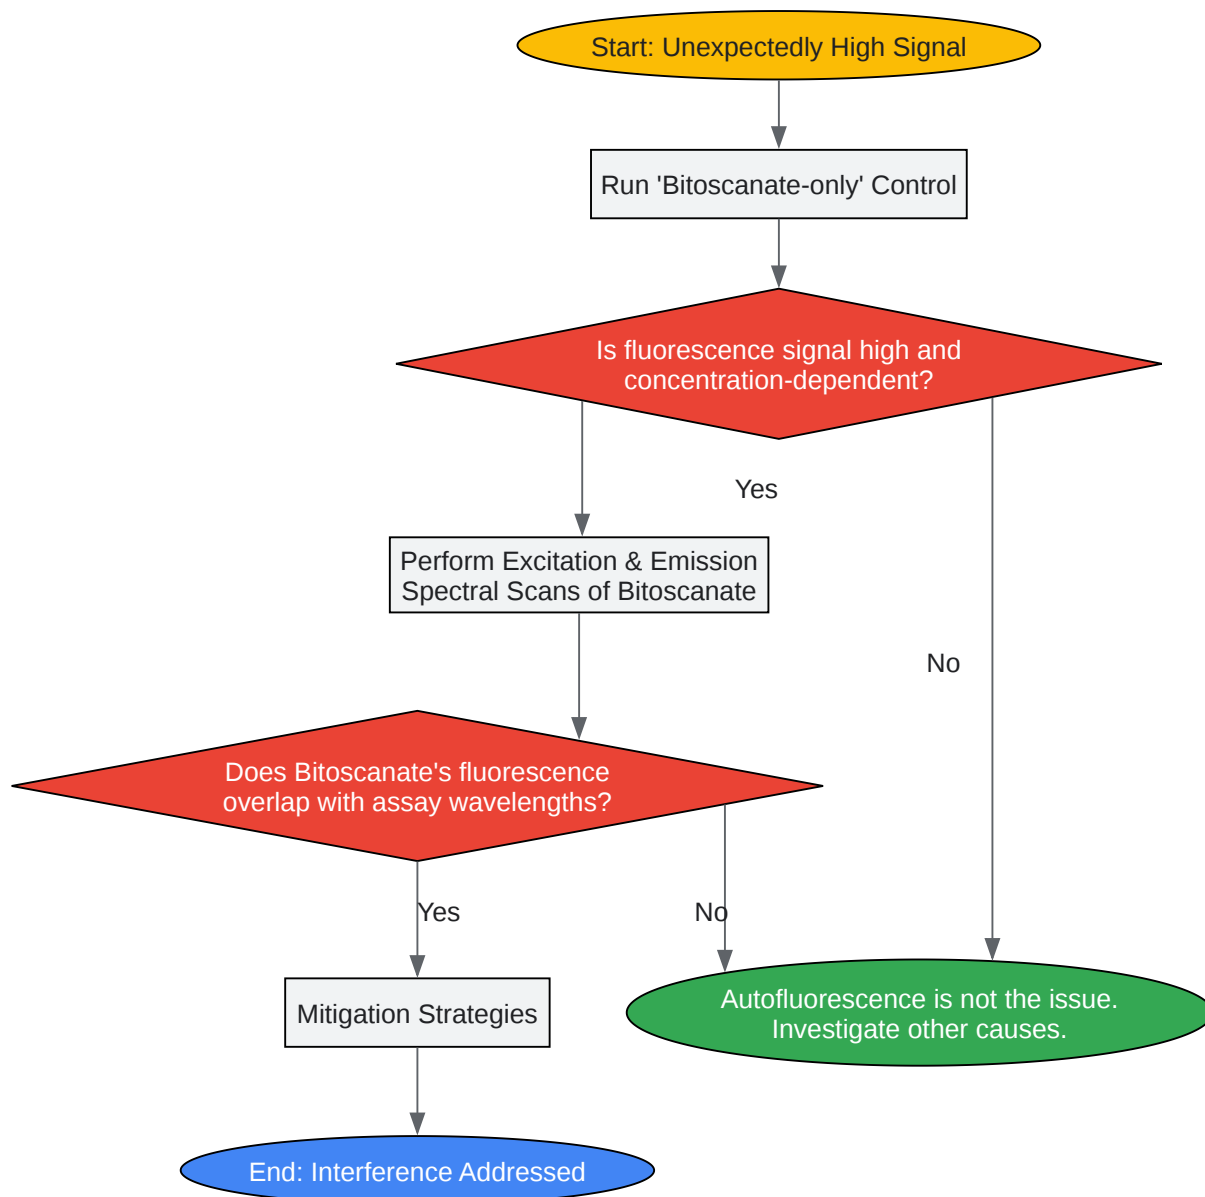 Start: Unexpectedly High Signal
Run 'Bitoscanate-only' Control
Is fluorescence signal high and
concentration-dependent?
Yes
Perform Excitation & Emission
Spectral Scans of Bitoscanate
No
Does Bitoscanate's fluorescence
overlap with assay wavelengths?
Yes
No
Mitigation Strategies
Autofluorescence is not the issue.
Investigate other causes.
End: Interference Addressed